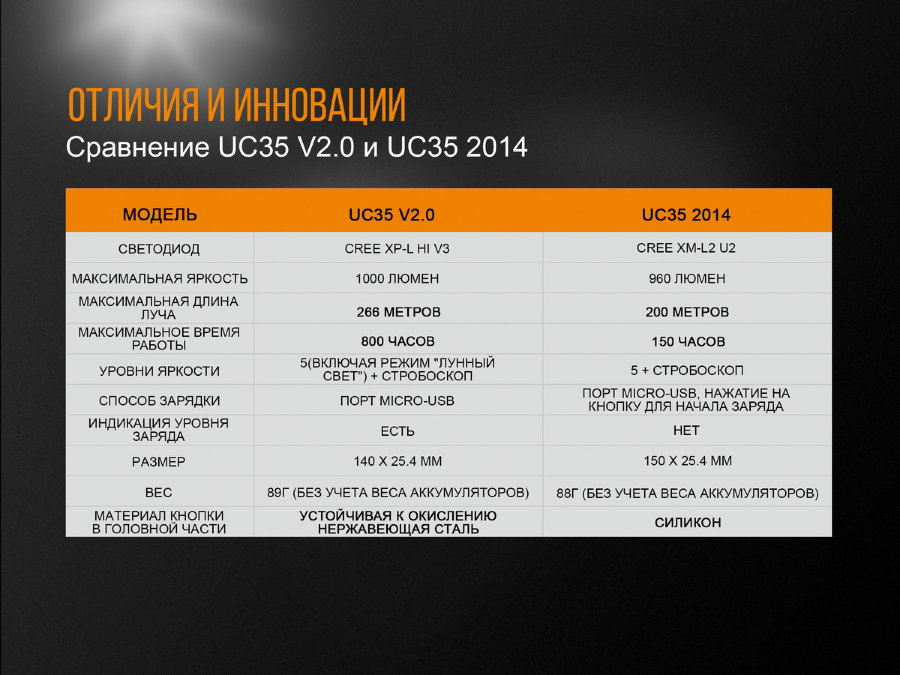 ОТЛИЧИЯ И ИННОВАЦИИ
Сравнение UC35 V2.0 и UC35 2014
МОДЕЛЬ UC35 V2.0 UC35 2014
СВЕТОДИОД CREE XP-L HI V3 CREE XM-L2 U2
МАКСИМАЛЬНАЯ ЯРКОСТЬ 1000 ЛЮМЕН 960 ЛЮМЕН
МАКСИМАЛЬНАЯ ДЛИНА
ЛУЧА 266 МЕТРОВ 200 МЕТРОВ
МАКСИМАЛЬНОЕ ВРЕМЯ
РАБОТЫ 800 ЧАСОВ 150 ЧАСОВ
УРОВНИ ЯРКОСТИ 5(ВКЛЮЧАЯ РЕЖИМ "ЛУННЫЙ
СВЕТ") + СТРОБОСКОП 5 + СТРОБОСКОП
СПОСОБ ЗАРЯДКИ ПОРТ MICRO-USB ПОРТ MICRO-USB, НАЖАТИЕ НА
КНОПКУ ДЛЯ НАЧАЛА ЗАРЯДА
ИНДИКАЦИЯ УРОВНЯ
ЗАРЯДА ЕСТЬ НЕТ
РАЗМЕР 140 X 25.4 ММ 150 X 25.4 ММ
ВЕС 89Г (БЕЗ УЧЕТА ВЕСА АККУМУЛЯТОРОВ) 88Г (БЕЗ УЧЕТА ВЕСА АККУМУЛЯТОРОВ)
МАТЕРИАЛ КНОПКИ
В ГОЛОВНОЙ ЧАСТИ УСТОЙЧИВАЯ К ОКИСЛЕНИЮ
НЕРЖАВЕЮЩАЯ СТАЛЬ СИЛИКОН